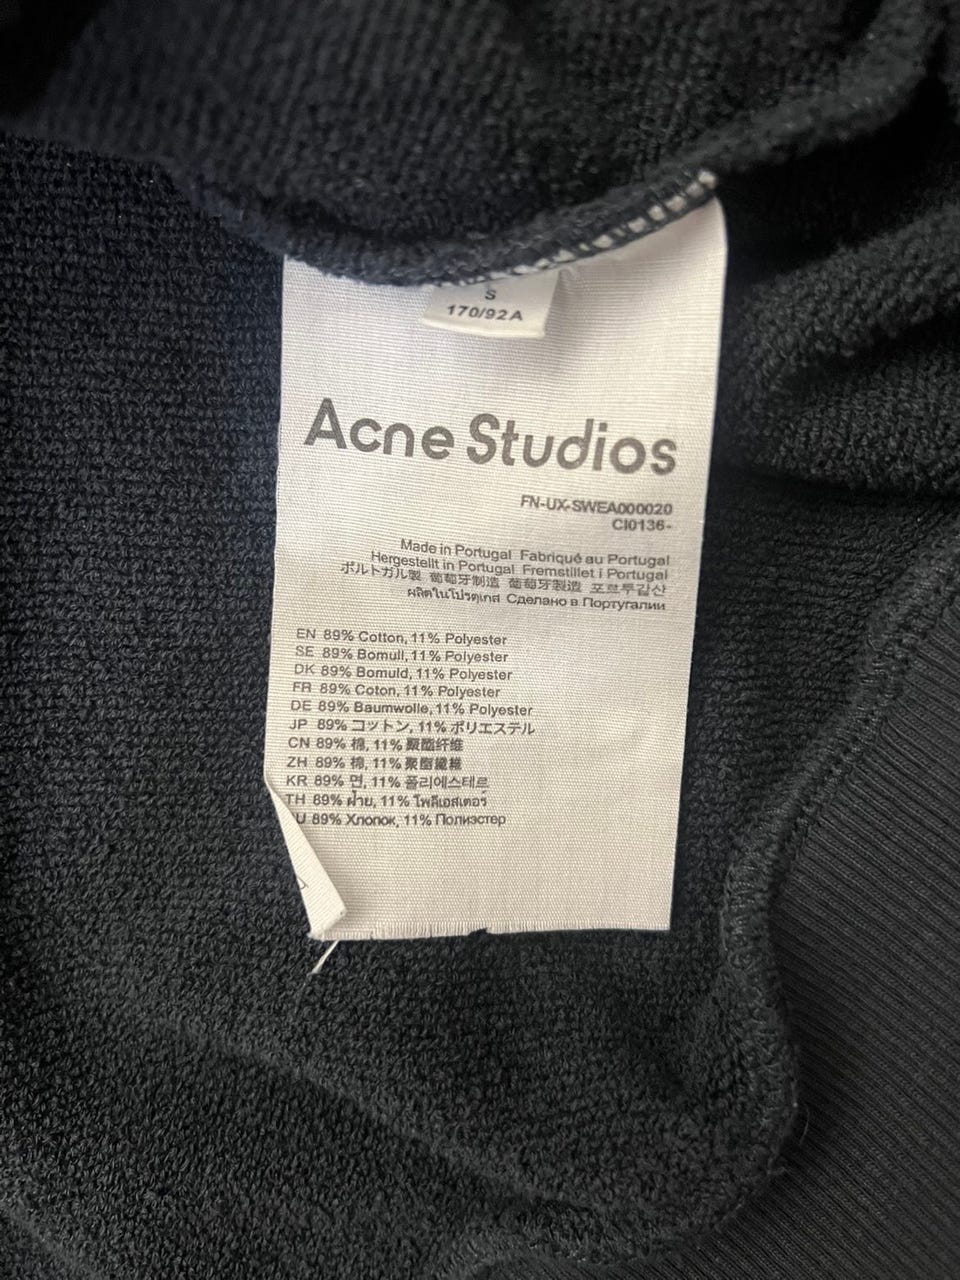 S
170/92A
Acne Studios
FN-UX-SWEA000020
CI0136-
Made in Portugal Fabriqué au Portugal
Hergestellt in Portugal Fremstillet i Portugal
ポルトガル製 葡萄牙制造 葡萄牙製造 포르투갈산
ผลิตในโปรตุเกส Сделано в Португалии
EN 89% Cotton, 11% Polyester
SE 89% Bomull, 11% Polyester
DK 89% Bomuld, 11% Polyester
FR 89% Coton, 11% Polyester
DE 89% Baumwolle, 11% Polyester
JP 89% コットン, 11% ポリエステル
CN 89% 棉, 11% 聚酯纤维
ZH 89% 棉, 11% 聚酯纖維
KR 89% 면, 11% 폴리에스테르
TH 89% ฝ้าย, 11% โพลีเอสเตอร์
U 89% Хлопок, 11% Полиэстер